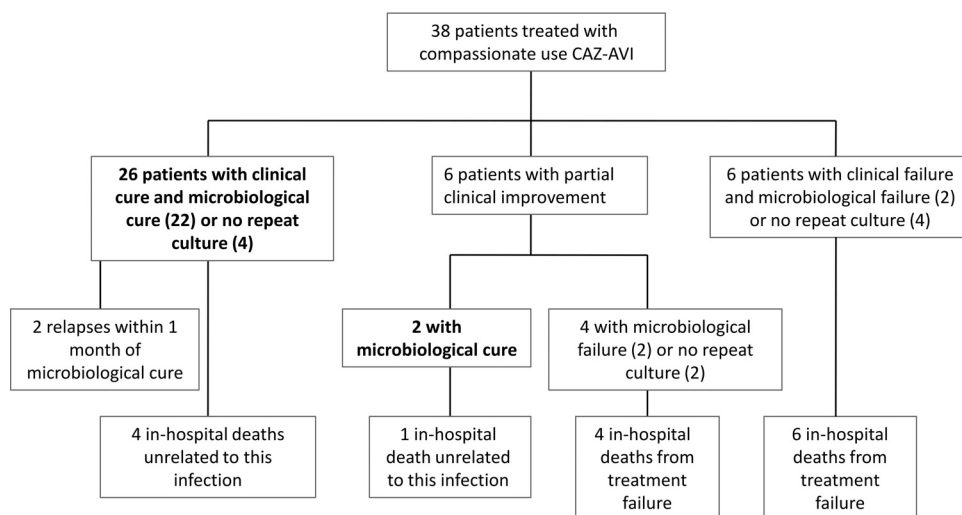 38 patients treated with
compassionate use CAZ-AVI
26 patients with clinical
cure and microbiological
cure (22) or no repeat
culture (4)
6 patients with partial
clinical improvement
6 patients with clinical failure
and microbiological failure (2)
or no repeat culture (4)
2 relapses within 1
month of
microbiological cure
2 with
microbiological cure
4 with microbiological
failure (2) or no repeat
culture (2)
4 in-hospital deaths
unrelated to this
infection
1 in-hospital
death unrelated
to this infection
4 in-hospital
deaths from
treatment
failure
6 in-hospital
deaths from
treatment
failure